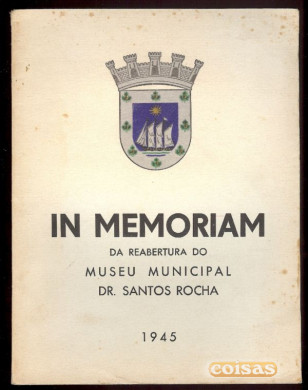 IN MEMORIAM
DA REABERTURA DO
MUSEU MUNICIPAL
DR. SANTOS ROCHA
1945
coisas